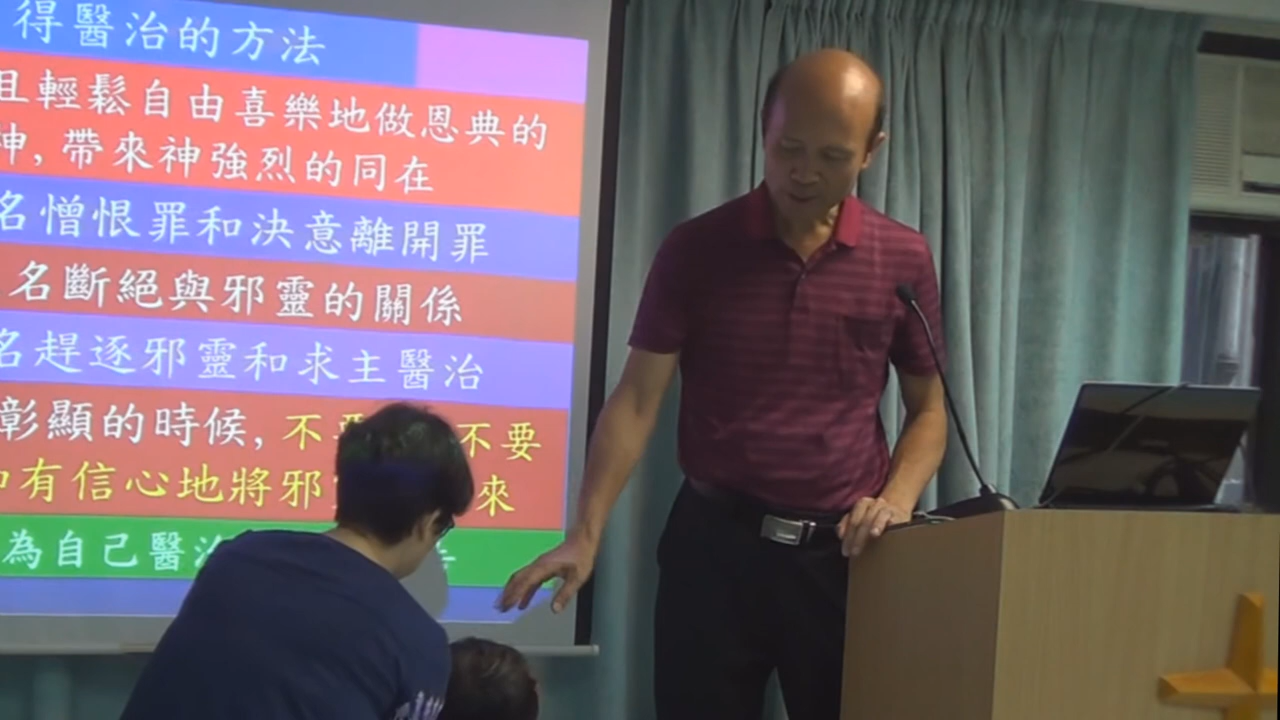 得醫治的方法
且輕鬆自由喜樂地做恩典的
神,帶來神強烈的同在
名憎恨罪和決意離開罪
名斷絕與邪靈的關係
名趕逐邪靈和求主醫治
彰顯的時候,不要 不要
有信心地將邪 來
為自己醫治